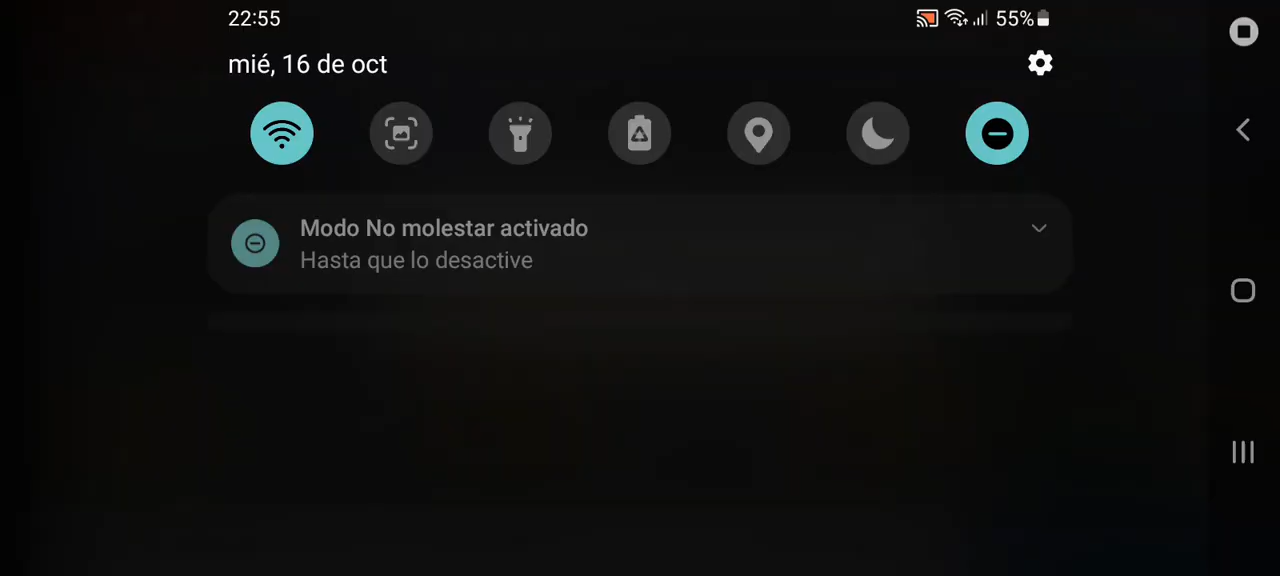 22:55
55%
mié, 16 de oct
Modo No molestar activado
Hasta que lo desactive